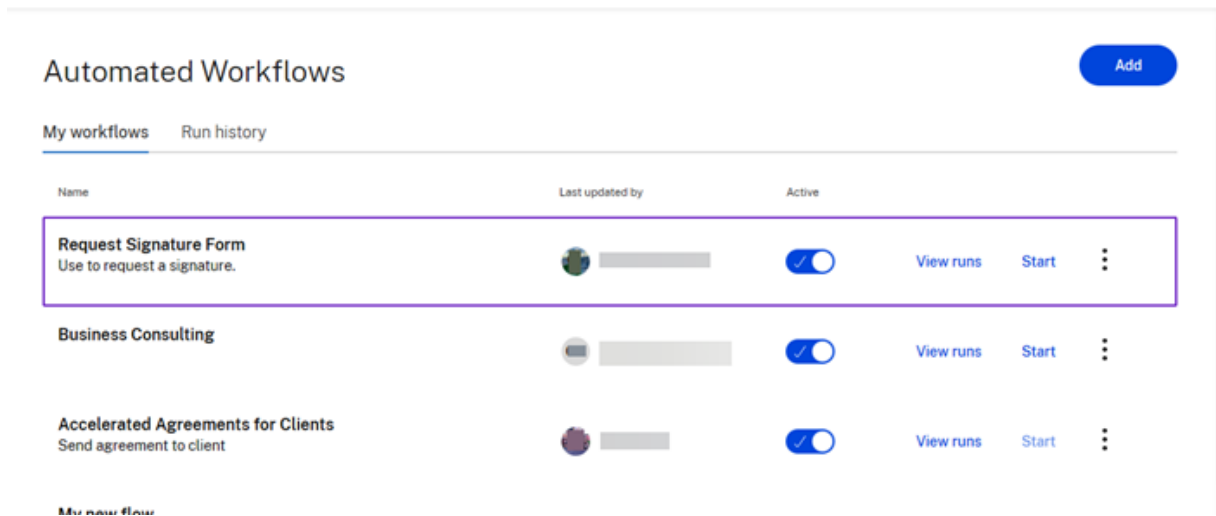 Automated Workflows
Add
My workflows Run history
Name Last updated by Active
Request Signature Form
Use to request a signature.
View runs Start
Business Consulting
View runs Start
Accelerated Agreements for Clients
Send agreement to client
View runs Start
My new flow